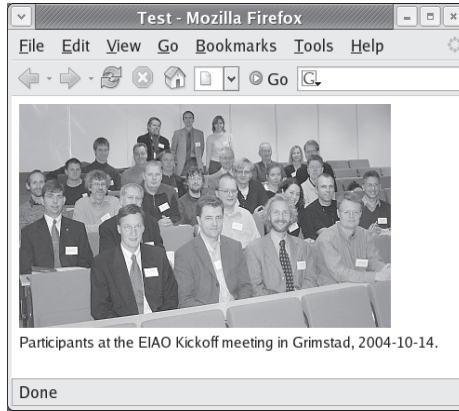 Test - Mozilla Firefox
File Edit View Go Bookmarks Tools Help
Go G
Participants at the EIAO Kickoff meeting in Grimstad, 2004-10-14.
Done